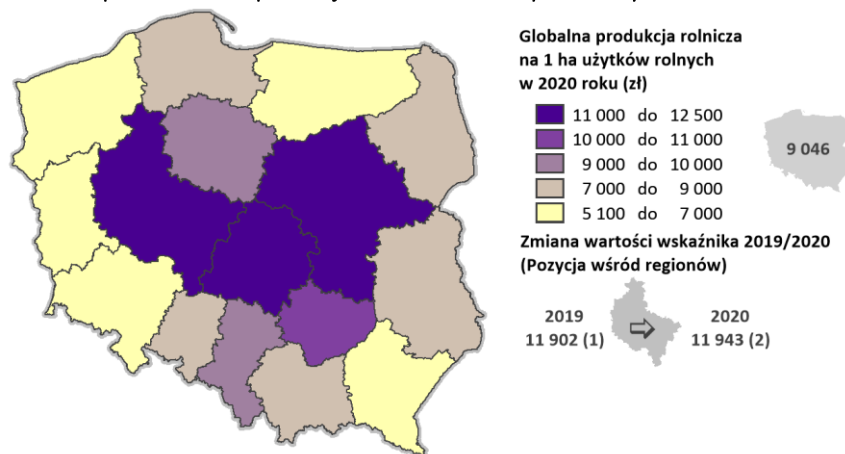 Globalna produkcja rolnicza
na 1 ha użytków rolnych
w 2020 roku (zł)
11 000 do 12 500
10 000 do 11 000
9 000 do 10 000
7 000 do 9 000
5 100 do 7 000
9 046
Zmiana wartości wskaźnika 2019/2020
(Pozycja wśród regionów)
2019
11 902 (1)
2020
11 943 (2)